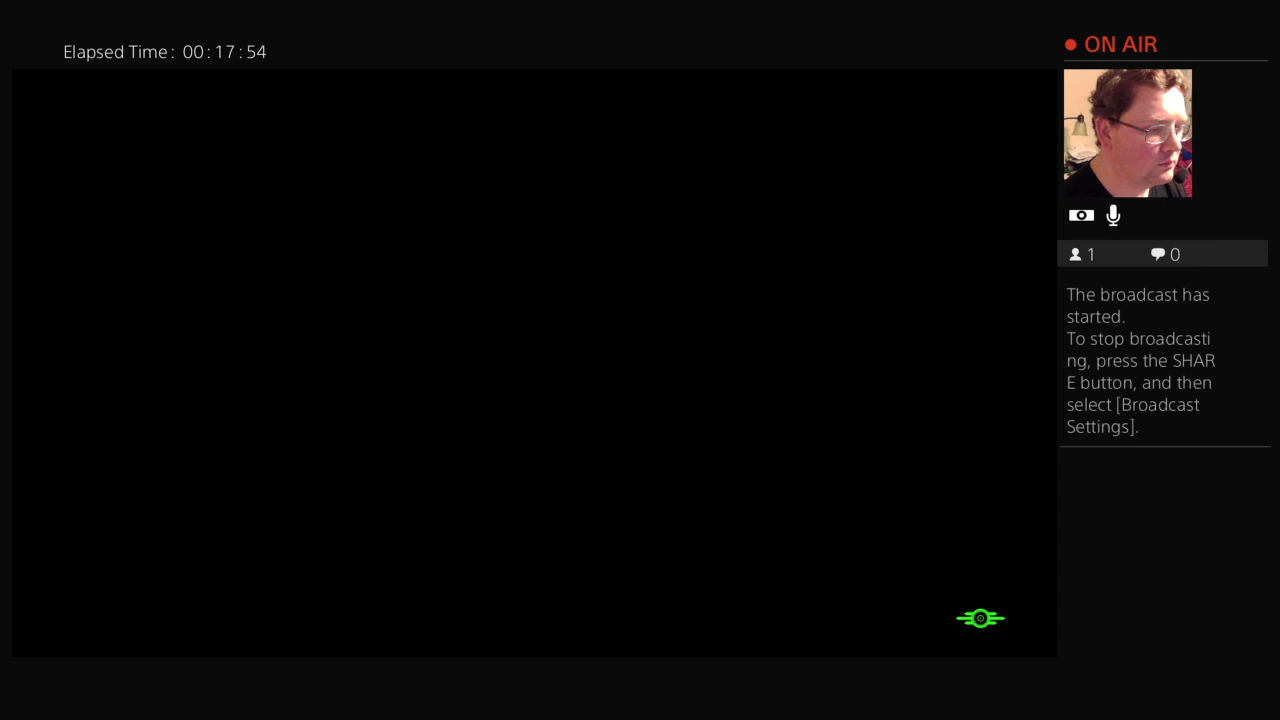 Elapsed Time: 00:17:54
ON AIR
1
0
The broadcast has
started.
To stop broadcasti
ng, press the SHAR
E button, and then
select [Broadcast
Settings].